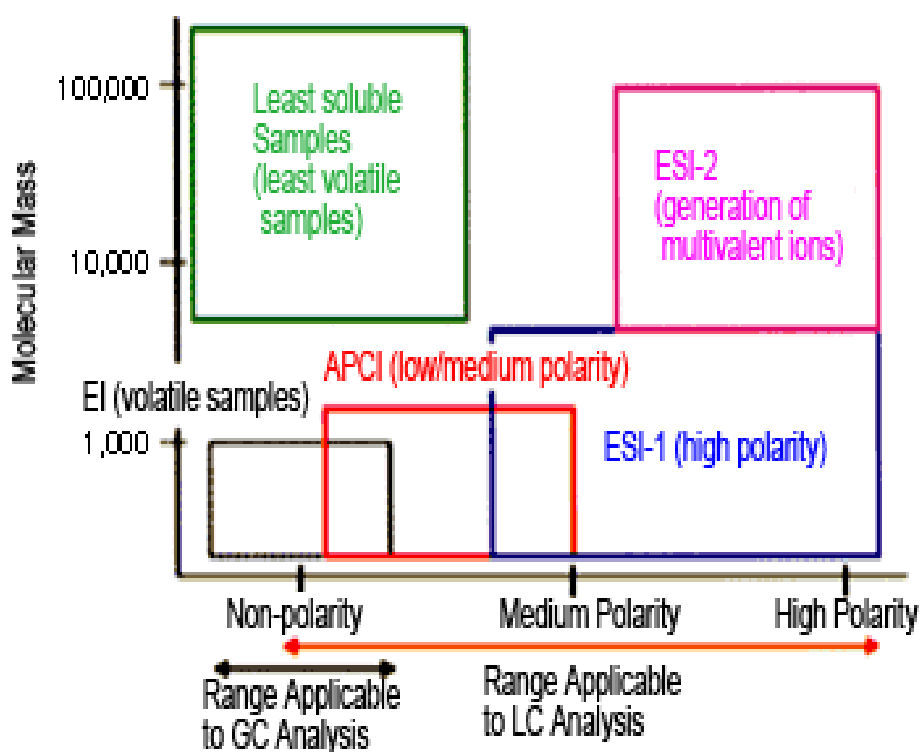 Molecular Mass
100,000
10,000
1,000
Least soluble
Samples
(least volatile
samples)
ESI-2
(generation of
multivalent ions)
APCI (low/medium polarity)
EI (volatile samples)
ESI-1 (high polarity)
Non-polarity
Medium Polarity
High Polarity
Range Applicable
to GC Analysis
Range Applicable
to LC Analysis